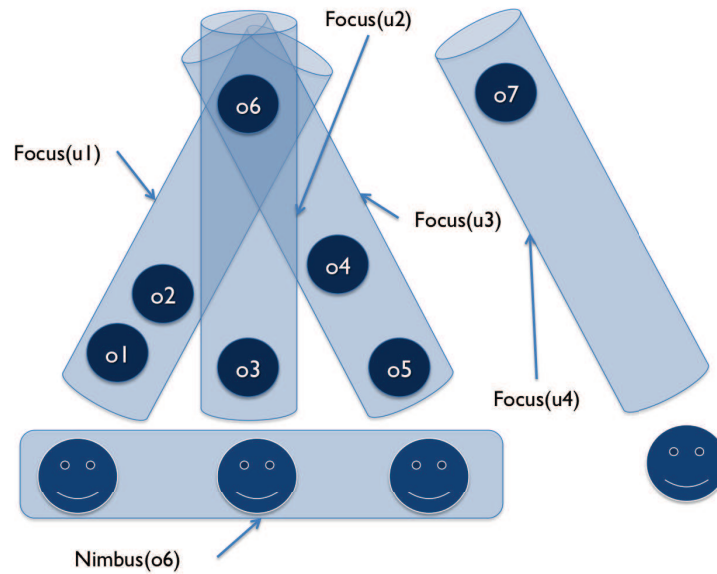 Focus(u2)
o6
o7
Focus(u1)
Focus(u3)
o4
o2
o1
o3
o5
Focus(u4)
Nimbus(o6)